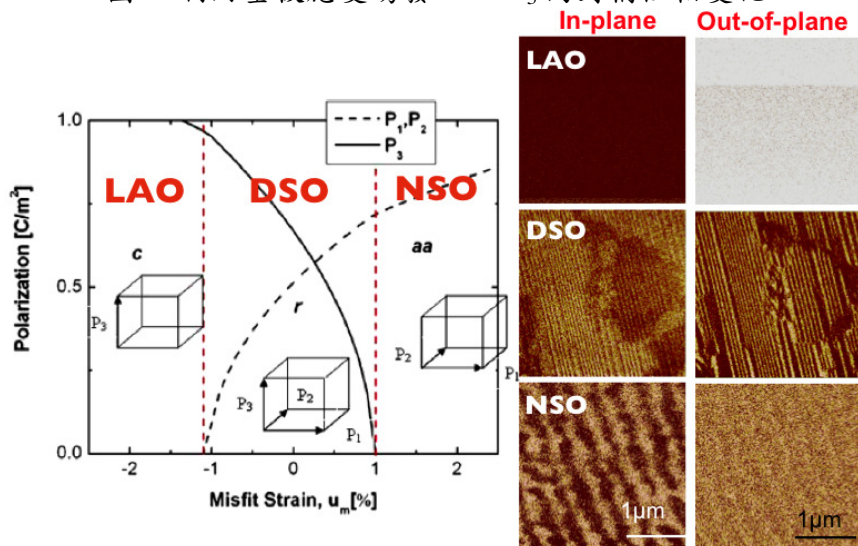 In-plane
Out-of-plane
LAO
P₁,P₂
P₃
1.0
LAO
DSO
NSO
Polarization [C/m²]
c
aa
DSO
0.5
r
P₃
P₂
P₁
P₃
P₂
P₁
NSO
0.0
-2
-1
0
1
2
Misfit Strain, uₘ[%]
1µm
1µm